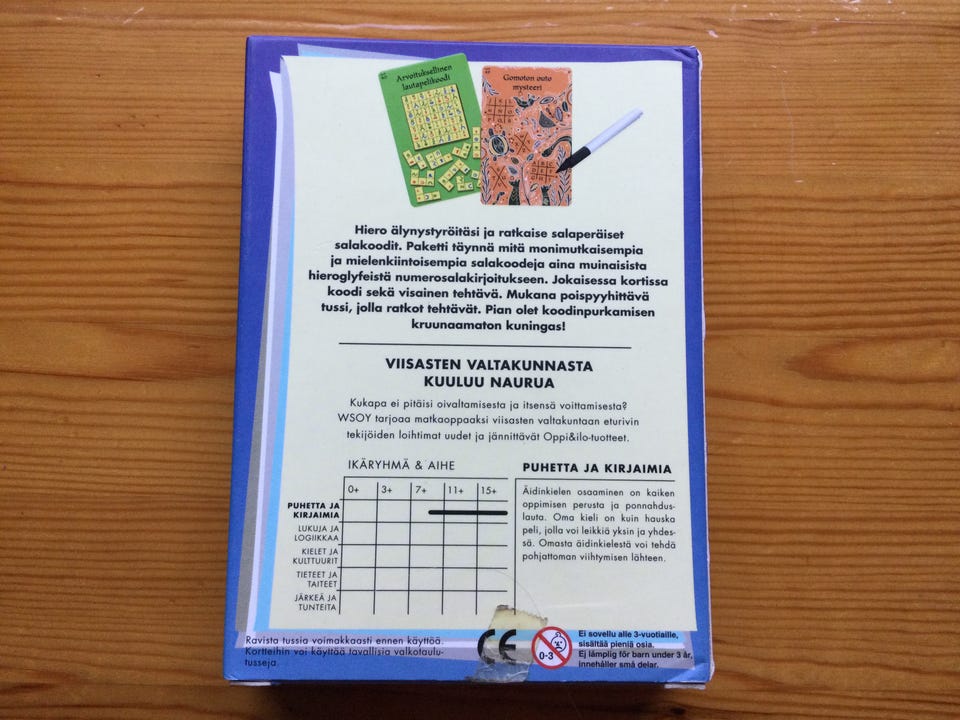 Arvoituksellinen
lautapelikoodi
Gomoton outo
mysteeri
Hiero älynystyröitäsi ja ratkaise salaperäiset
salakoodit. Paketti täynnä mitä monimutkaisempia
ja mielenkiintoisempia salakoodeja aina muinaisista
hieroglyfeistä numerosalakirjoitukseen. Jokaisessa kortissa
koodi sekä visainen tehtävä. Mukana poispyyhittävä
tussi, jolla ratkot tehtävät. Pian olet koodinpurkamisen
kruunaamaton kuningas!
VIISASTEN VALTAKUNNASTA
KUULUU NAURUA
Kukapa ei pitäisi oivaltamisesta ja itsensä voittamisesta?
WSOY tarjoaa matkaoppaaksi viisasten valtakuntaan eturivin
tekijöiden loihtimat uudet ja jännittävät Oppi&ilo-tuotteet.
IKÄRYHMÄ & AIHE
0+ 3+ 7+ 11+ 15+
PUHETTA JA
KIRJAIMIA
LUKUJA JA
LOGIIKKAA
KIELET JA
KULTTUURIT
TIETEET JA
TAITEET
JÄRKEÄ JA
TUNTEITA
PUHETTA JA KIRJAIMIA
Äidinkielen osaaminen on kaiken
oppimisen perusta ja ponnahdus-
lauta. Oma kieli on kuin hauska
peli, jolla voi leikkiä yksin ja yhdes-
sä. Omasta äidinkielestä voi tehdä
pohjattoman viihtymisen lähteen.
Ravista tussia voimakkaasti ennen käyttöä.
Kortteihin voi käyttää tavallisia valkotaulu-
tusseja.
CE
0-3
Ei sovellu alle 3-vuotiaille,
sisältää pieniä osia.
Ej lämplig för barn under 3 år,
innehåller små delar.